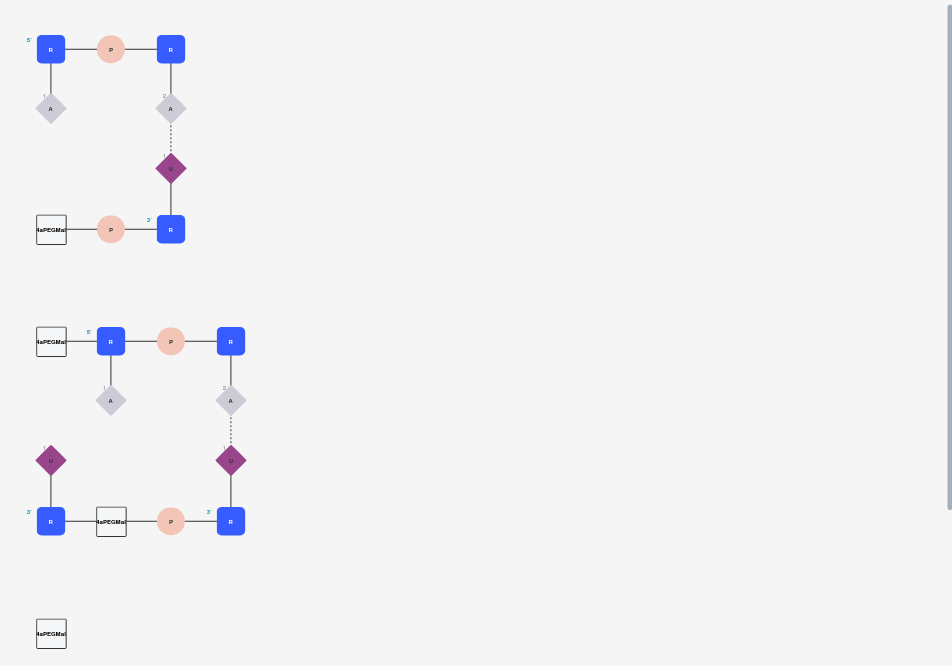 5' R P R
1 A 2 A
1 U
4aPEGMal P 3' R
4aPEGMal 5' R P R
1 A 2 A
1 U 1 U
3' R 4aPEGMal P 3' R
4aPEGMal